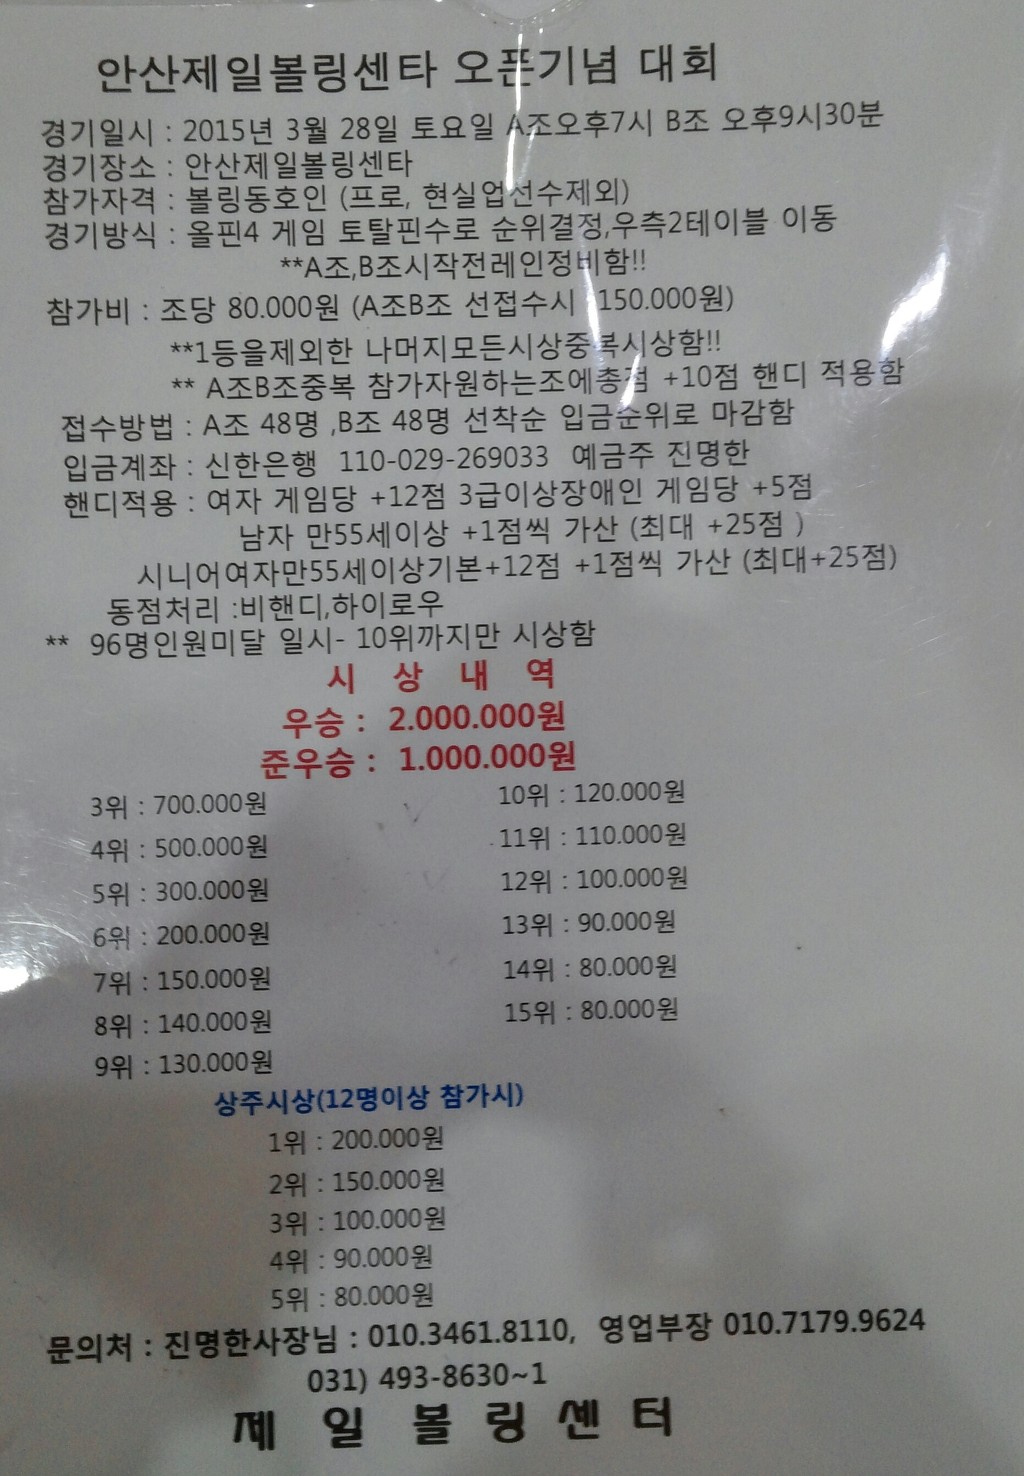 안산제일볼링센타 오픈기념 대회
경기일시 : 2015년 3월 28일 토요일 A조오후7시 B조 오후9시30분
경기장소 : 안산제일볼링센타
참가자격 : 볼링동호인 (프로, 현실업선수제외)
경기방식 : 올핀4 게임 토탈핀수로 순위결정,우측2테이블 이동
**A조,B조시작전레인정비함!!
참가비 : 조당 80.000원 (A조B조 선접수시 150.000원)
**1등을제외한 나머지모든시상중복시상함!!
** A조B조중복 참가자원하는조에총점 +10점 핸디 적용함
접수방법 : A조 48명 ,B조 48명 선착순 입금순위로 마감함
입금계좌 : 신한은행 110-029-269033 예금주 진명한
핸디적용 : 여자 게임당 +12점 3급이상장애인 게임당 +5점
남자 만55세이상 +1점씩 가산 (최대 +25점 )
시니어여자만55세이상기본+12점 +1점씩 가산 (최대+25점)
동점처리 :비핸디,하이로우
** 96명인원미달 일시- 10위까지만 시상함
시 상 내 역
우승 : 2.000.000원
준우승 : 1.000.000원
3위 : 700.000원
4위 : 500.000원
5위 : 300.000원
6위 : 200.000원
7위 : 150.000원
8위 : 140.000원
9위 : 130.000원
10위 : 120.000원
11위 : 110.000원
12위 : 100.000원
13위 : 90.000원
14위 : 80.000원
15위 : 80.000원
상주시상(12명이상 참가시)
1위 : 200.000원
2위 : 150.000원
3위 : 100.000원
4위 : 90.000원
5위 : 80.000원
문의처 : 진명한사장님 : 010.3461.8110, 영업부장 010.7179.9624
031) 493-8630~1
제 일 볼 링 센 터